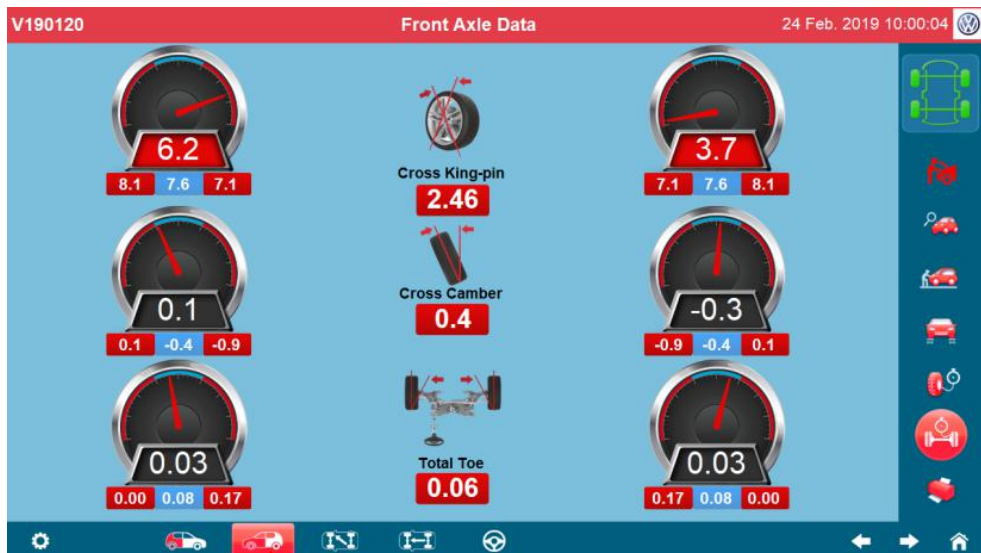 V190120 Front Axle Data 24 Feb. 2019 10:00:04
6.2 3.7
8.1 7.6 7.1 Cross King-pin 7.1 7.6 8.1
2.46
0.1 Cross Camber -0.3
0.4
0.1 -0.4 -0.9 -0.9 -0.4 0.1
0.03 Total Toe 0.03
0.06
0.00 0.08 0.17 0.17 0.08 0.00